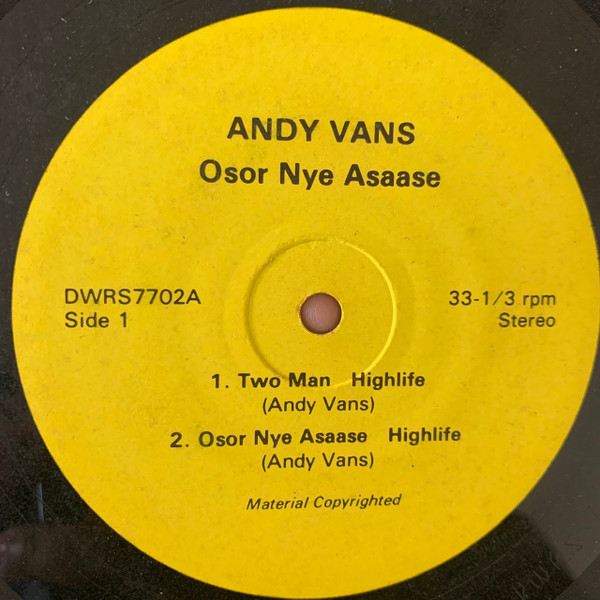 ANDY VANS
Osor Nye Asaase
DWRS7702A
Side 1
33-1/3 rpm
Stereo
1. Two Man Highlife
(Andy Vans)
2. Osor Nye Asaase Highlife
(Andy Vans)
Material Copyrighted